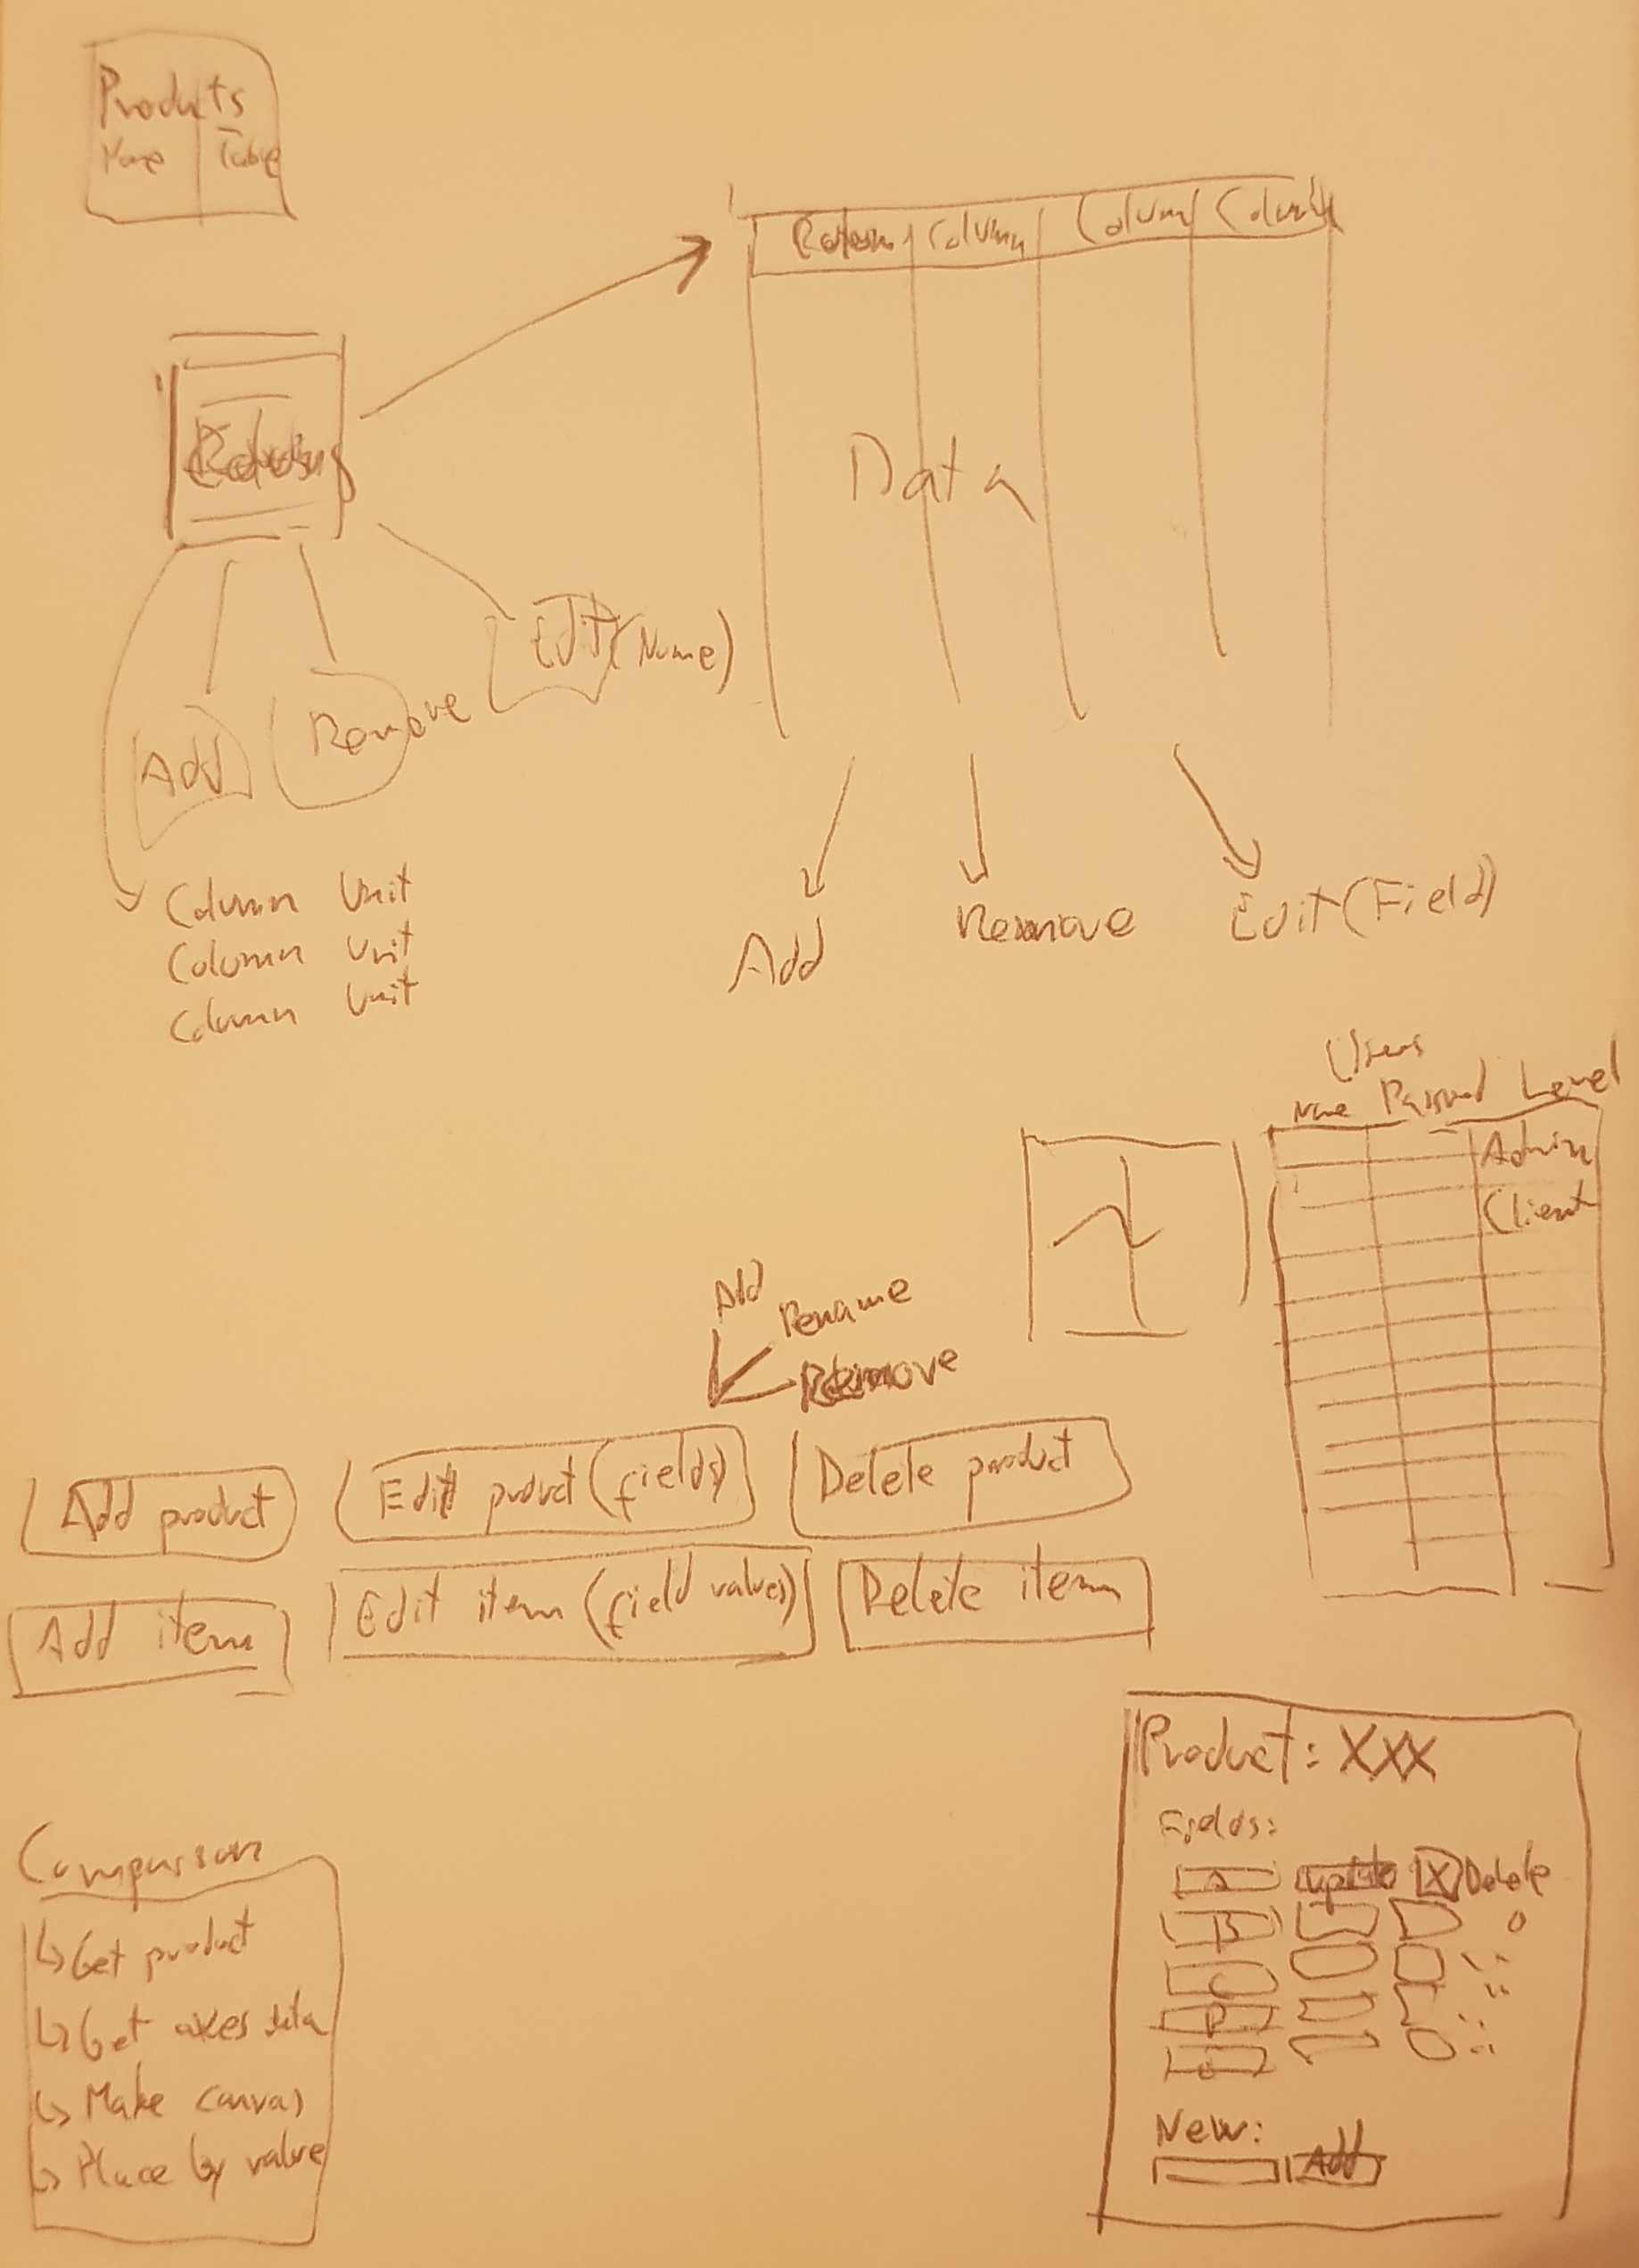 Products
Name Table
Column Column Column
Data
Edit (Name)
Remove
Add
Column Unit
Column Unit
Column Unit
Add
Remove
Edit (Field)
Users
Name Level
Admin
Client
Add
Rename
Remove
Add product
Edit product (fields)
Delete product
Add item
Edit item (field values)
Delete item
Product: XXX
Fields:
A Update X Delete
B
C
D
E
New:
Add
Comparison
Get product
Get axes data
Make canvas
Place by value